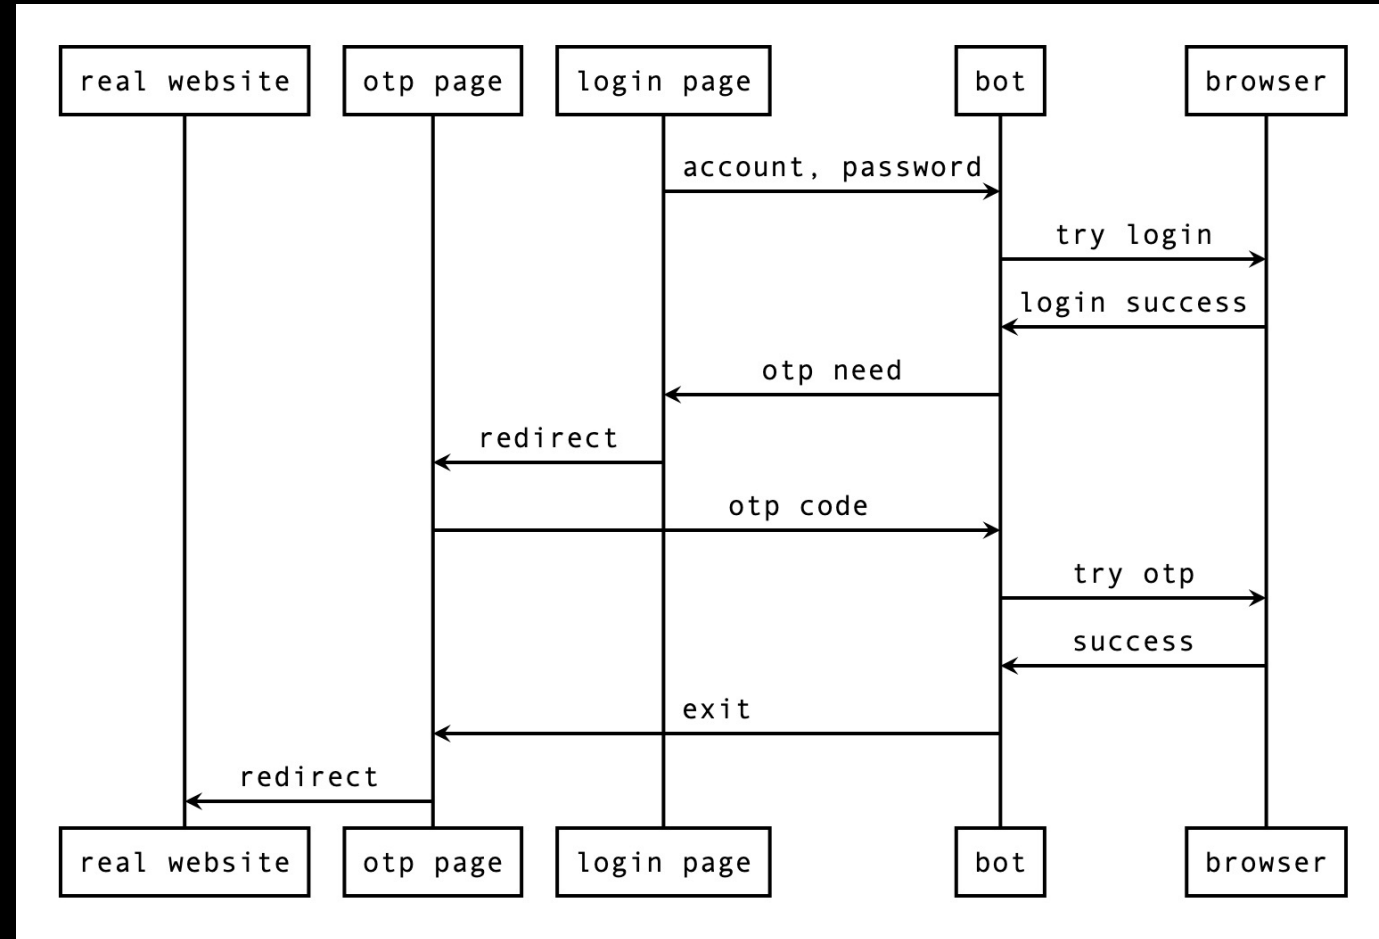 real website
otp page
login page
bot
browser
account, password
try login
login success
otp need
redirect
otp code
try otp
success
exit
redirect
real website
otp page
login page
bot
browser